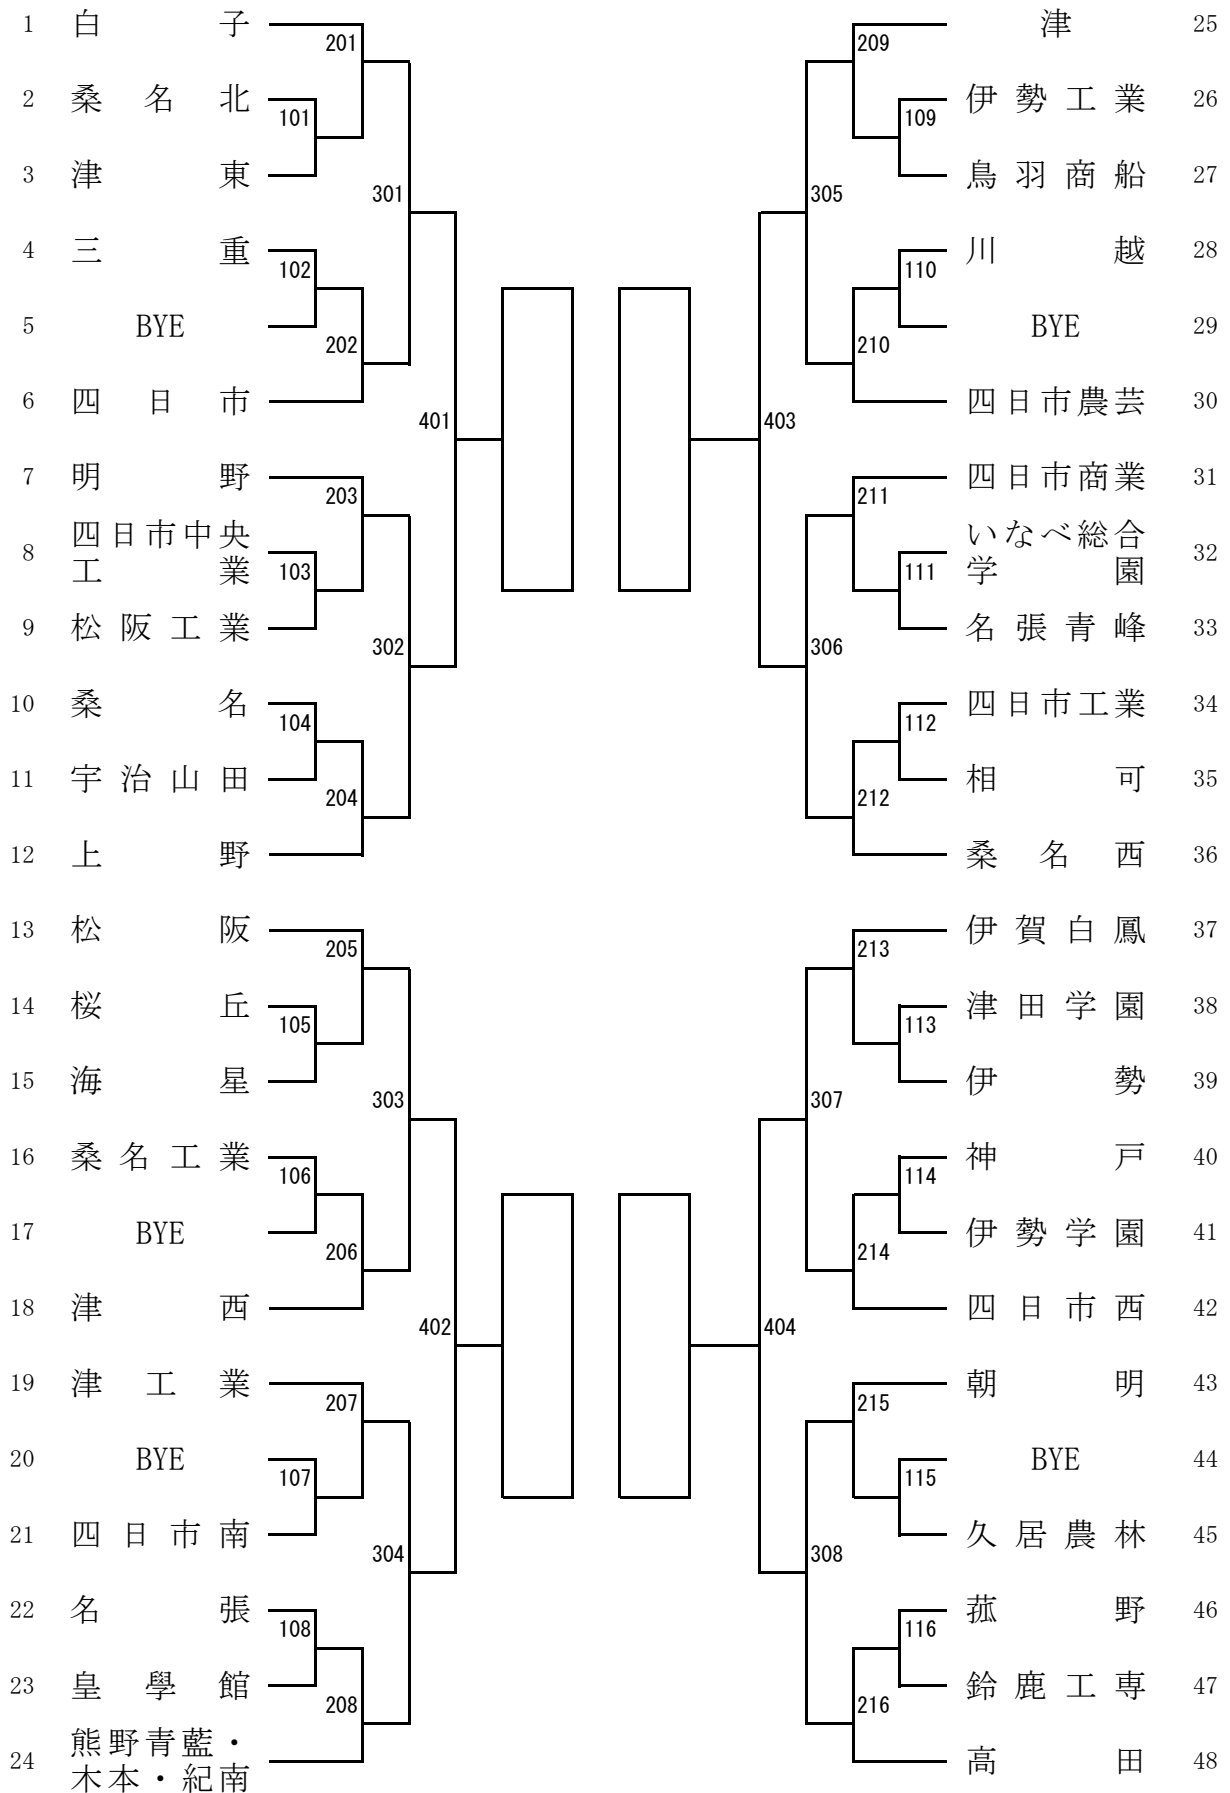 1 白子
201
2 桑名北
101
3 津東
301
4 三重
102
5 BYE
202
6 四日市
401
7 明野
203
8 四日市中央
工業
103
9 松阪工業
302
10 桑名
104
11 宇治山田
204
12 上野
13 松阪
205
14 桜丘
105
15 海星
303
16 桑名工業
106
17 BYE
206
18 津西
402
19 津工業
207
20 BYE
107
21 四日市南
304
22 名張
108
23 皇學館
208
24 熊野青藍・
木本・紀南
津 25
209
伊勢工業 26
109
鳥羽商船 27
305
川越 28
110
BYE 29
210
四日市農芸 30
403
四日市商業 31
211
いなべ総合
学園 32
111
名張青峰 33
306
四日市工業 34
112
相可 35
212
桑名西 36
伊賀白鳳 37
213
津田学園 38
113
伊勢 39
307
神戸 40
114
伊勢学園 41
214
四日市西 42
404
朝明 43
215
BYE 44
115
久居農林 45
308
菰野 46
116
鈴鹿工専 47
216
高田 48